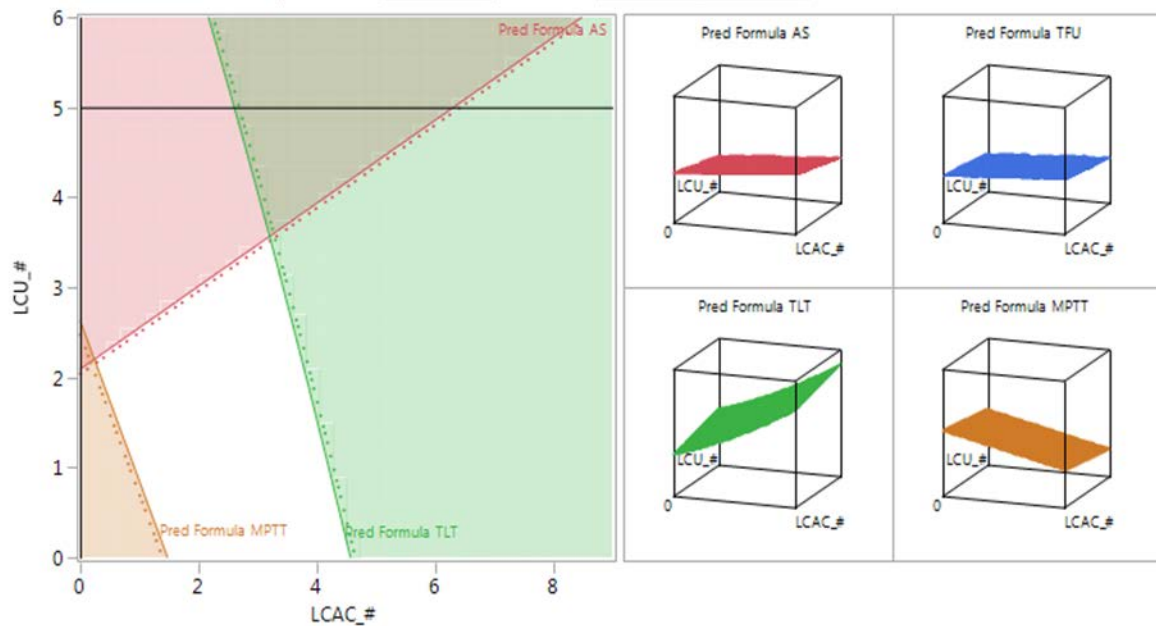 6
5
4
3
2
1
0
LCU_#
0
2
4
6
8
LCAC_#
Pred Formula AS
Pred Formula MPTT
Pred Formula TLT
Pred Formula AS
LCU_#
0
LCAC_#
Pred Formula TFU
LCU_#
0
LCAC_#
Pred Formula TLT
LCU_#
0
LCAC_#
Pred Formula MPTT
LCU_#
0
LCAC_#